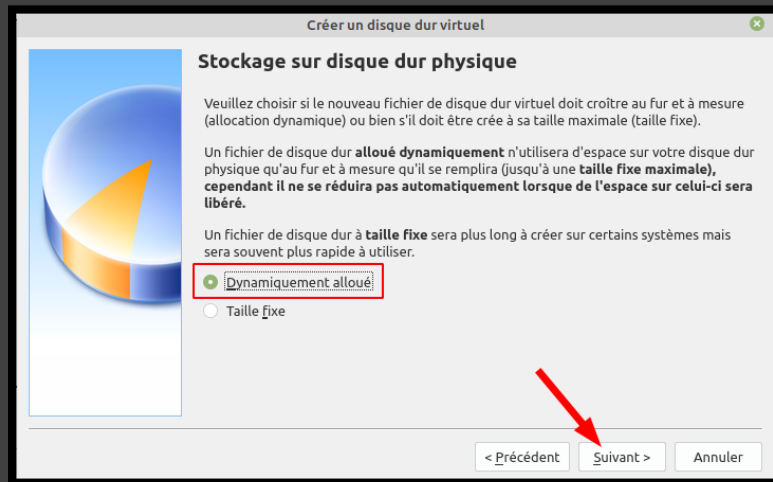 Créer un disque dur virtuel
Stockage sur disque dur physique
Veuillez choisir si le nouveau fichier de disque dur virtuel doit croître au fur et à mesure
(allocation dynamique) ou bien s'il doit être crée à sa taille maximale (taille fixe).
Un fichier de disque dur alloué dynamiquement n'utilisera d'espace sur votre disque dur
physique qu'au fur et à mesure qu'il se remplira (jusqu'à une taille fixe maximale),
cependant il ne se réduira pas automatiquement lorsque de l'espace sur celui-ci sera
libéré.
Un fichier de disque dur à taille fixe sera plus long à créer sur certains systèmes mais
sera souvent plus rapide à utiliser.
Dynamiquement alloué
Taille fixe
< Précédent
Suivant >
Annuler